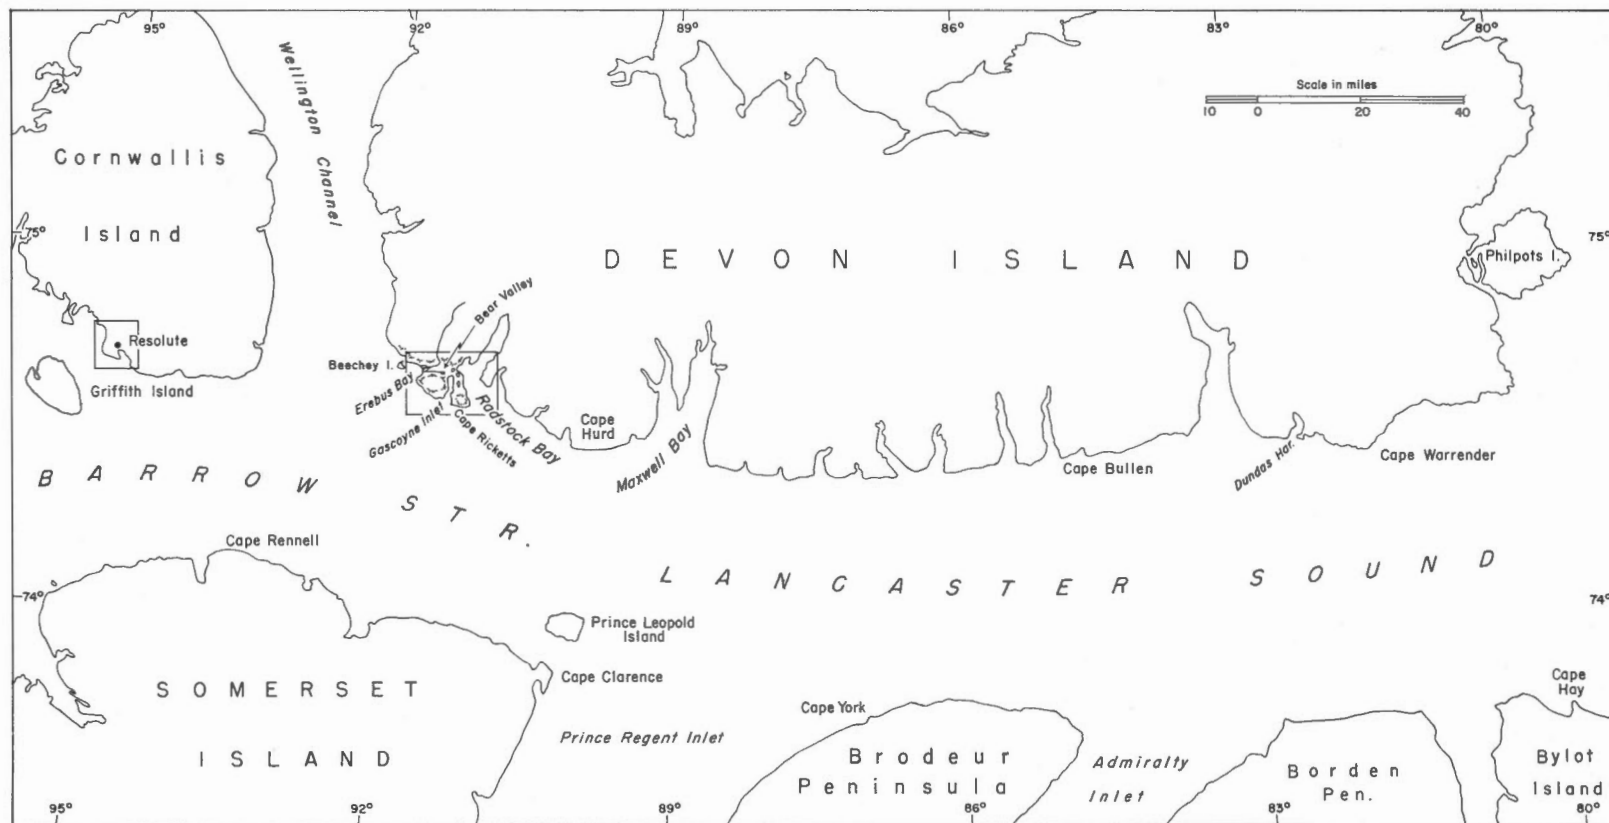 95°
92°
89°
86°
83°
80°
Wellington Channel
Scale in miles
10 0 20 40
Cornwallis
Island
75°
75°
DEVON ISLAND
Philpots I.
Bear Valley
Resolute
Beechey I.
Griffith Island
Erebus Bay
Gascoyne Inlet
Cape Ricketts
Radstock Bay
Cape
Hurd
Maxwell Bay
Cape Bullen
Dundas Har.
Cape Warrender
BARROW STR.
Cape Rennell
LANCASTER SOUND
74°
74°
Prince Leopold
Island
Cape Clarence
SOMERSET
ISLAND
Prince Regent Inlet
Cape York
Brodeur
Peninsula
Admiralty
Inlet
Borden
Pen.
Cape
Hay
Bylot
Island
95°
92°
89°
86°
83°
80°